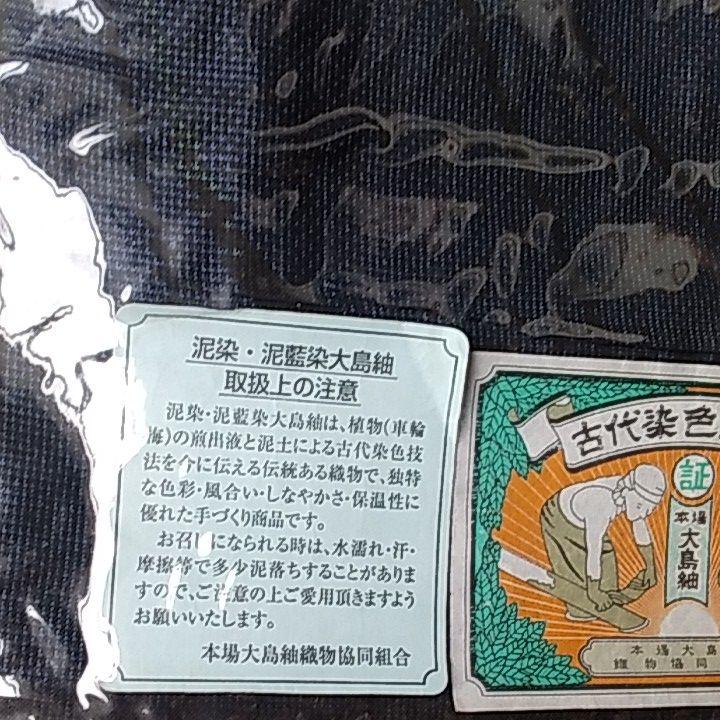 泥染・泥藍染大島紬
取扱上の注意
泥染・泥藍染大島紬は、植物(車輪
梅)の煎出液と泥土による古代染色技
法を今に伝える伝統ある織物で、独特
な色彩・風合い・しなやかさ・保温性に
優れた手づくり商品です。
お召しになられる時は、水濡れ・汗・
摩擦等で多少泥落ちすることがありま
すので、ご注意の上ご愛用頂きますよう
お願いいたします。
本場大島紬織物協同組合
古代染色
証
本場
大島紬
本場大島
織物協同